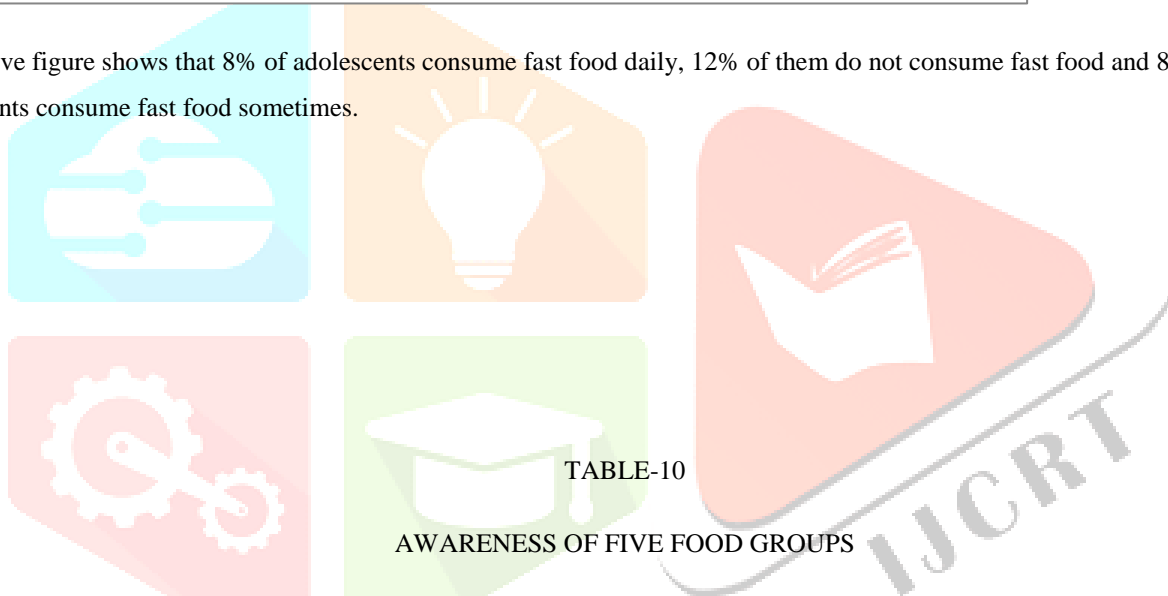 ve figure shows that 8% of adolescents consume fast food daily, 12% of them do not consume fast food and 8
nts consume fast food sometimes.
TABLE-10
AWARENESS OF FIVE FOOD GROUPS
IJCRT